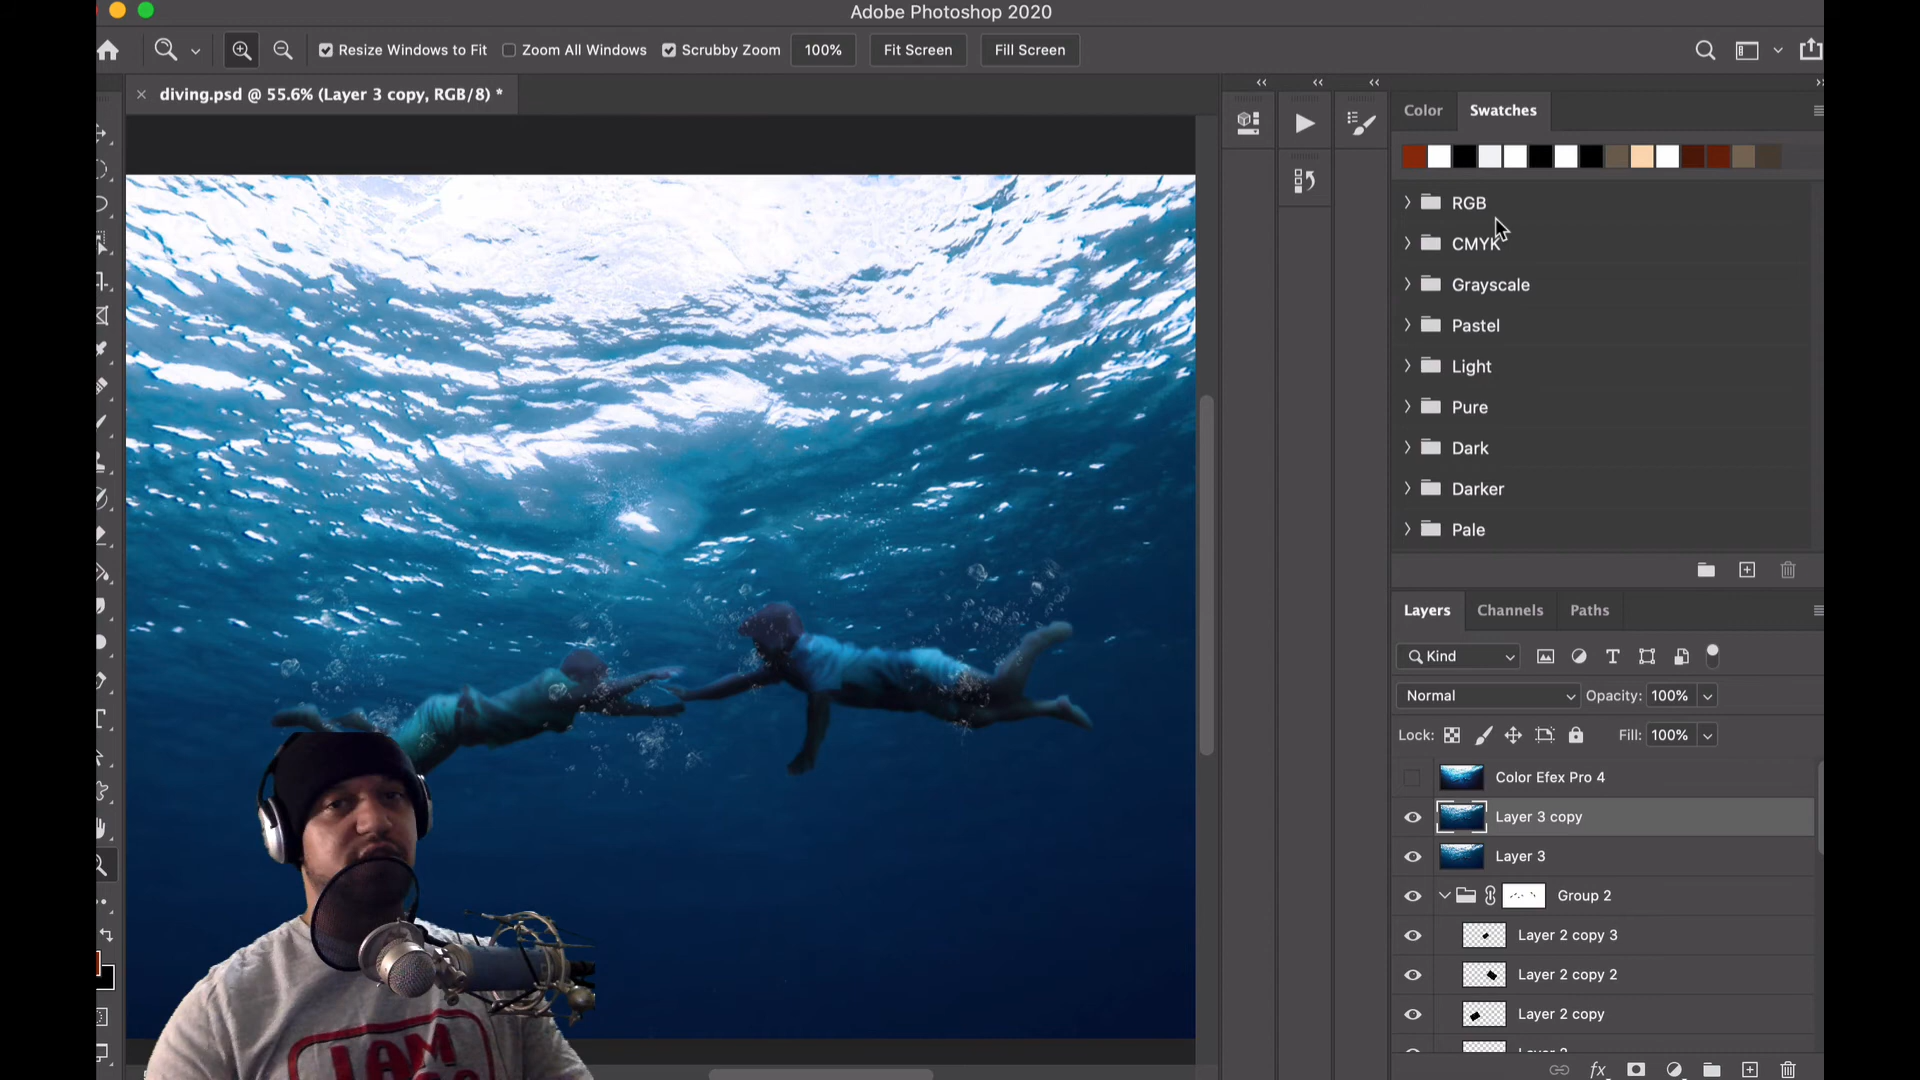 Adobe Photoshop 2020
Resize Windows to Fit
Zoom All Windows
Scrubby Zoom
100%
Fit Screen
Fill Screen
diving.psd @ 55.6% (Layer 3 copy, RGB/8) *
Color
Swatches
RGB
CMYK
Grayscale
Pastel
Light
Pure
Dark
Darker
Pale
Layers
Channels
Paths
Kind
Normal
Opacity: 100%
Lock:
Fill: 100%
Color Efex Pro 4
Layer 3 copy
Layer 3
Group 2
Layer 2 copy 3
Layer 2 copy 2
Layer 2 copy
fx
I AM